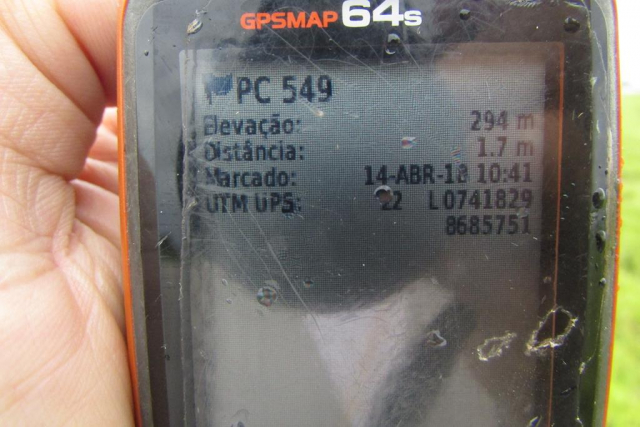 GPSMAP 64s
PC 549
Elevação: 294 m
Distância: 1.7 m
Marcado: 14-ABR-18 10:41
UTM UPS: 22 L 0741829
8685751